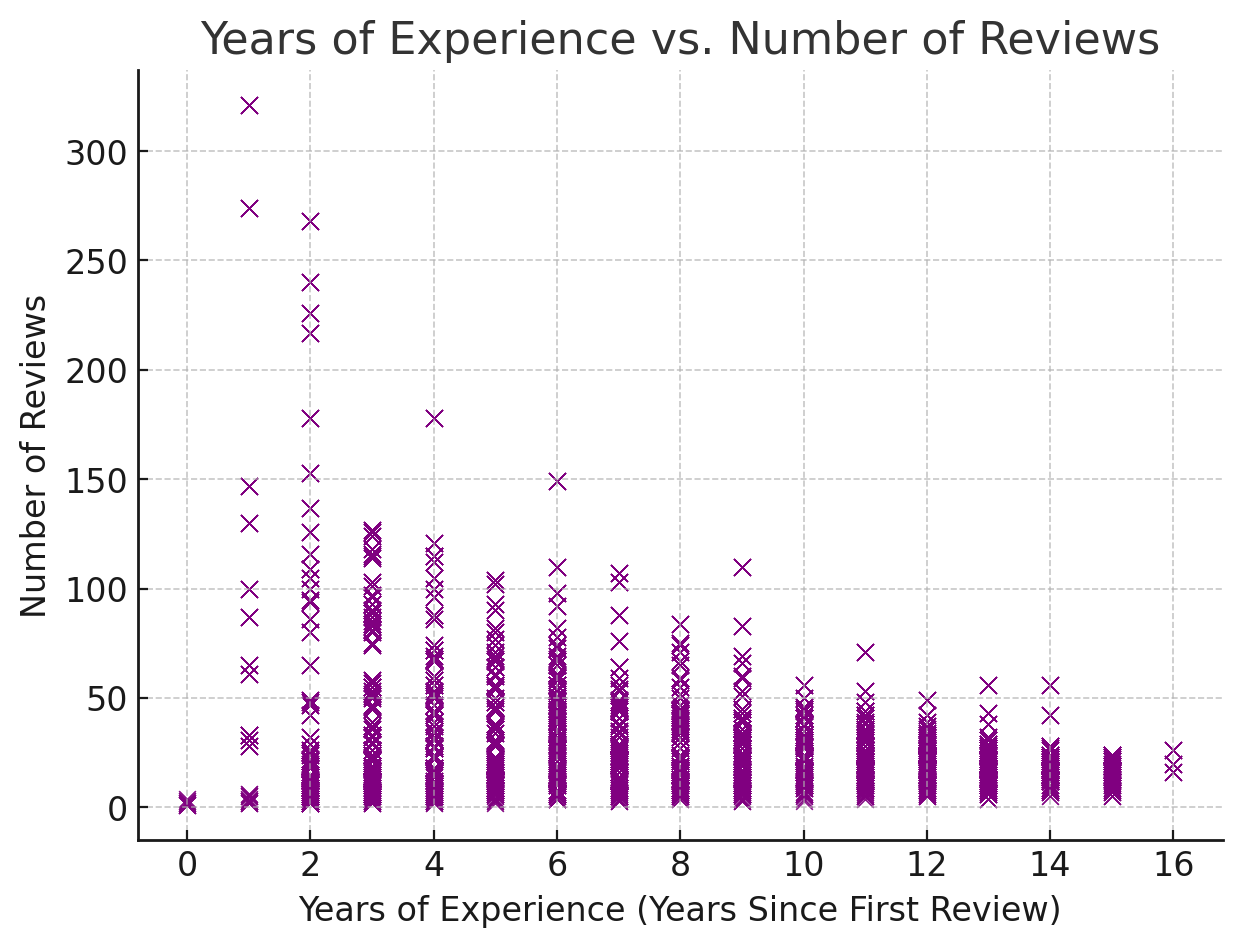 Years of Experience vs. Number of Reviews
Number of Reviews
300
250
200
150
100
50
0
0 2 4 6 8 10 12 14 16
Years of Experience (Years Since First Review)